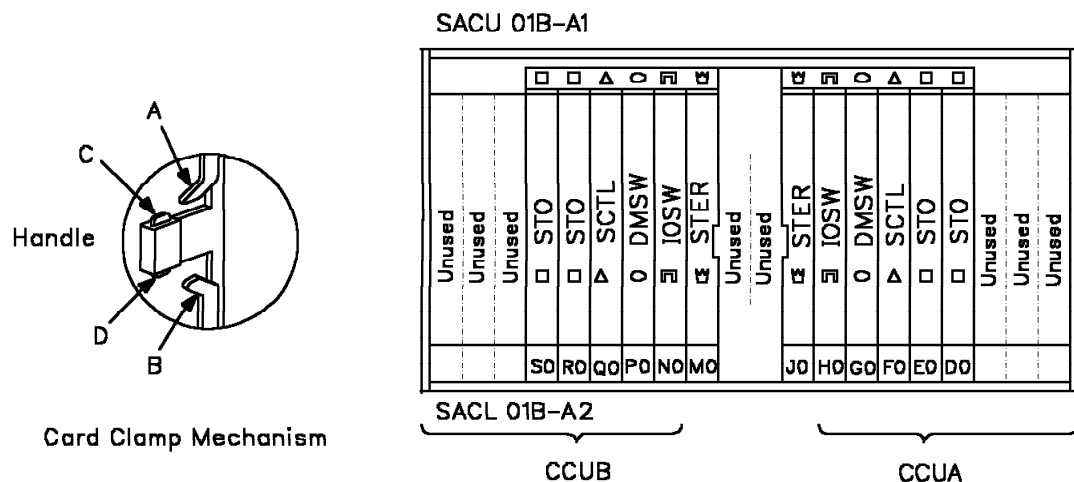 SACU 01B-A1
A
C
Handle
D
B
Card Clamp Mechanism
Unused
Unused
Unused
STO
STO
SCTL
DMSW
IOSW
STER
Unused
Unused
STER
IOSW
DMSW
SCTL
STO
STO
Unused
Unused
Unused
S0 R0 Q0 P0 N0 M0 J0 H0 G0 F0 E0 D0
SACL 01B-A2
CCUB CCUA